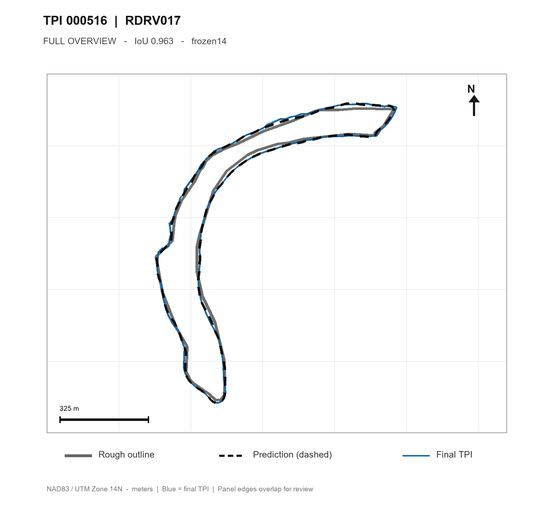 TPI 000516 | RDRV017
FULL OVERVIEW - IoU 0.963 - frozen14
N
325 m
Rough outline Prediction (dashed) Final TPI
NAD83 / UTM Zone 14N - meters | Blue = final TPI | Panel edges overlap for review